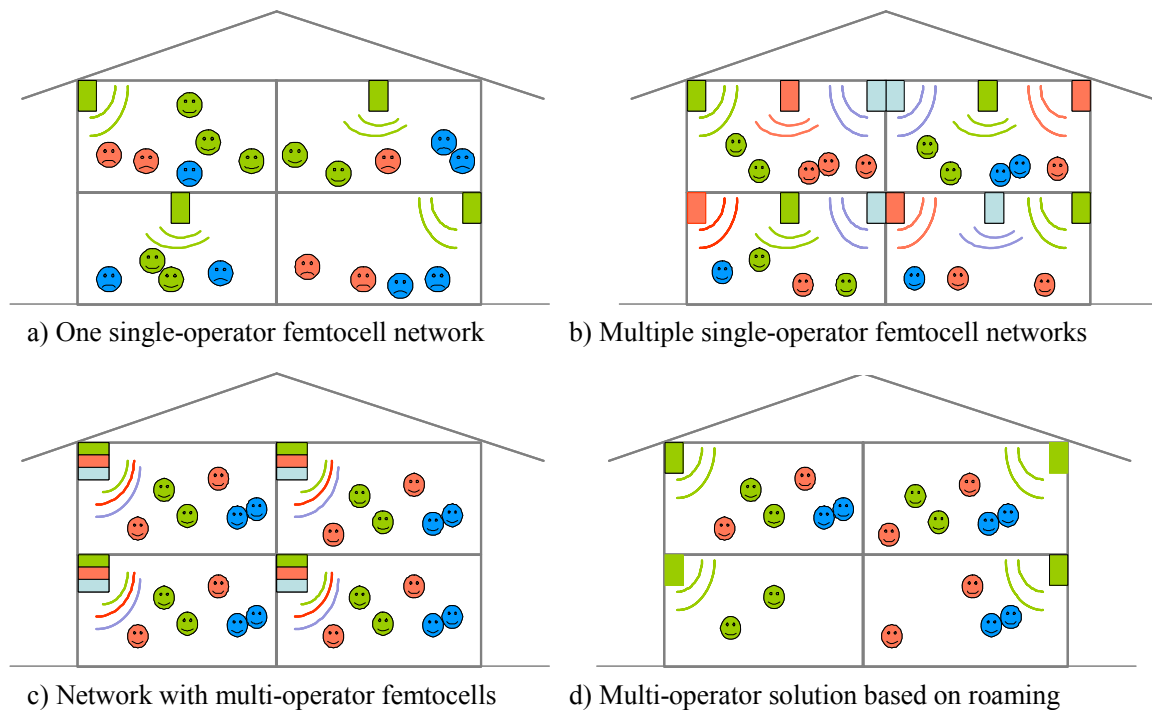 a) One single-operator femtocell network
b) Multiple single-operator femtocell networks
c) Network with multi-operator femtocells
d) Multi-operator solution based on roaming